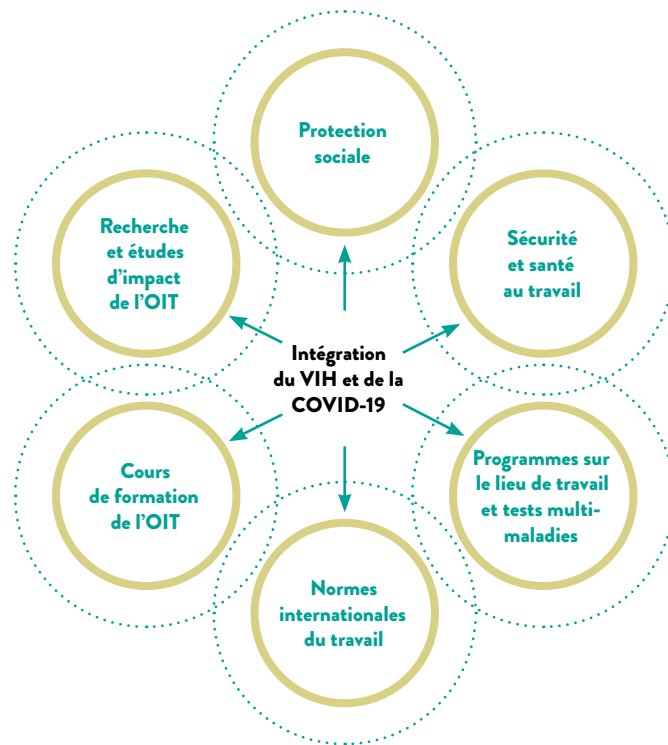 Protection
sociale
Recherche
et études
d'impact
de l'OIT
Sécurité
et santé
au travail
Intégration
du VIH et de la
COVID-19
Cours
de formation
de l'OIT
Programmes sur
le lieu de travail
et tests multi-
maladies
Normes
internationales
du travail